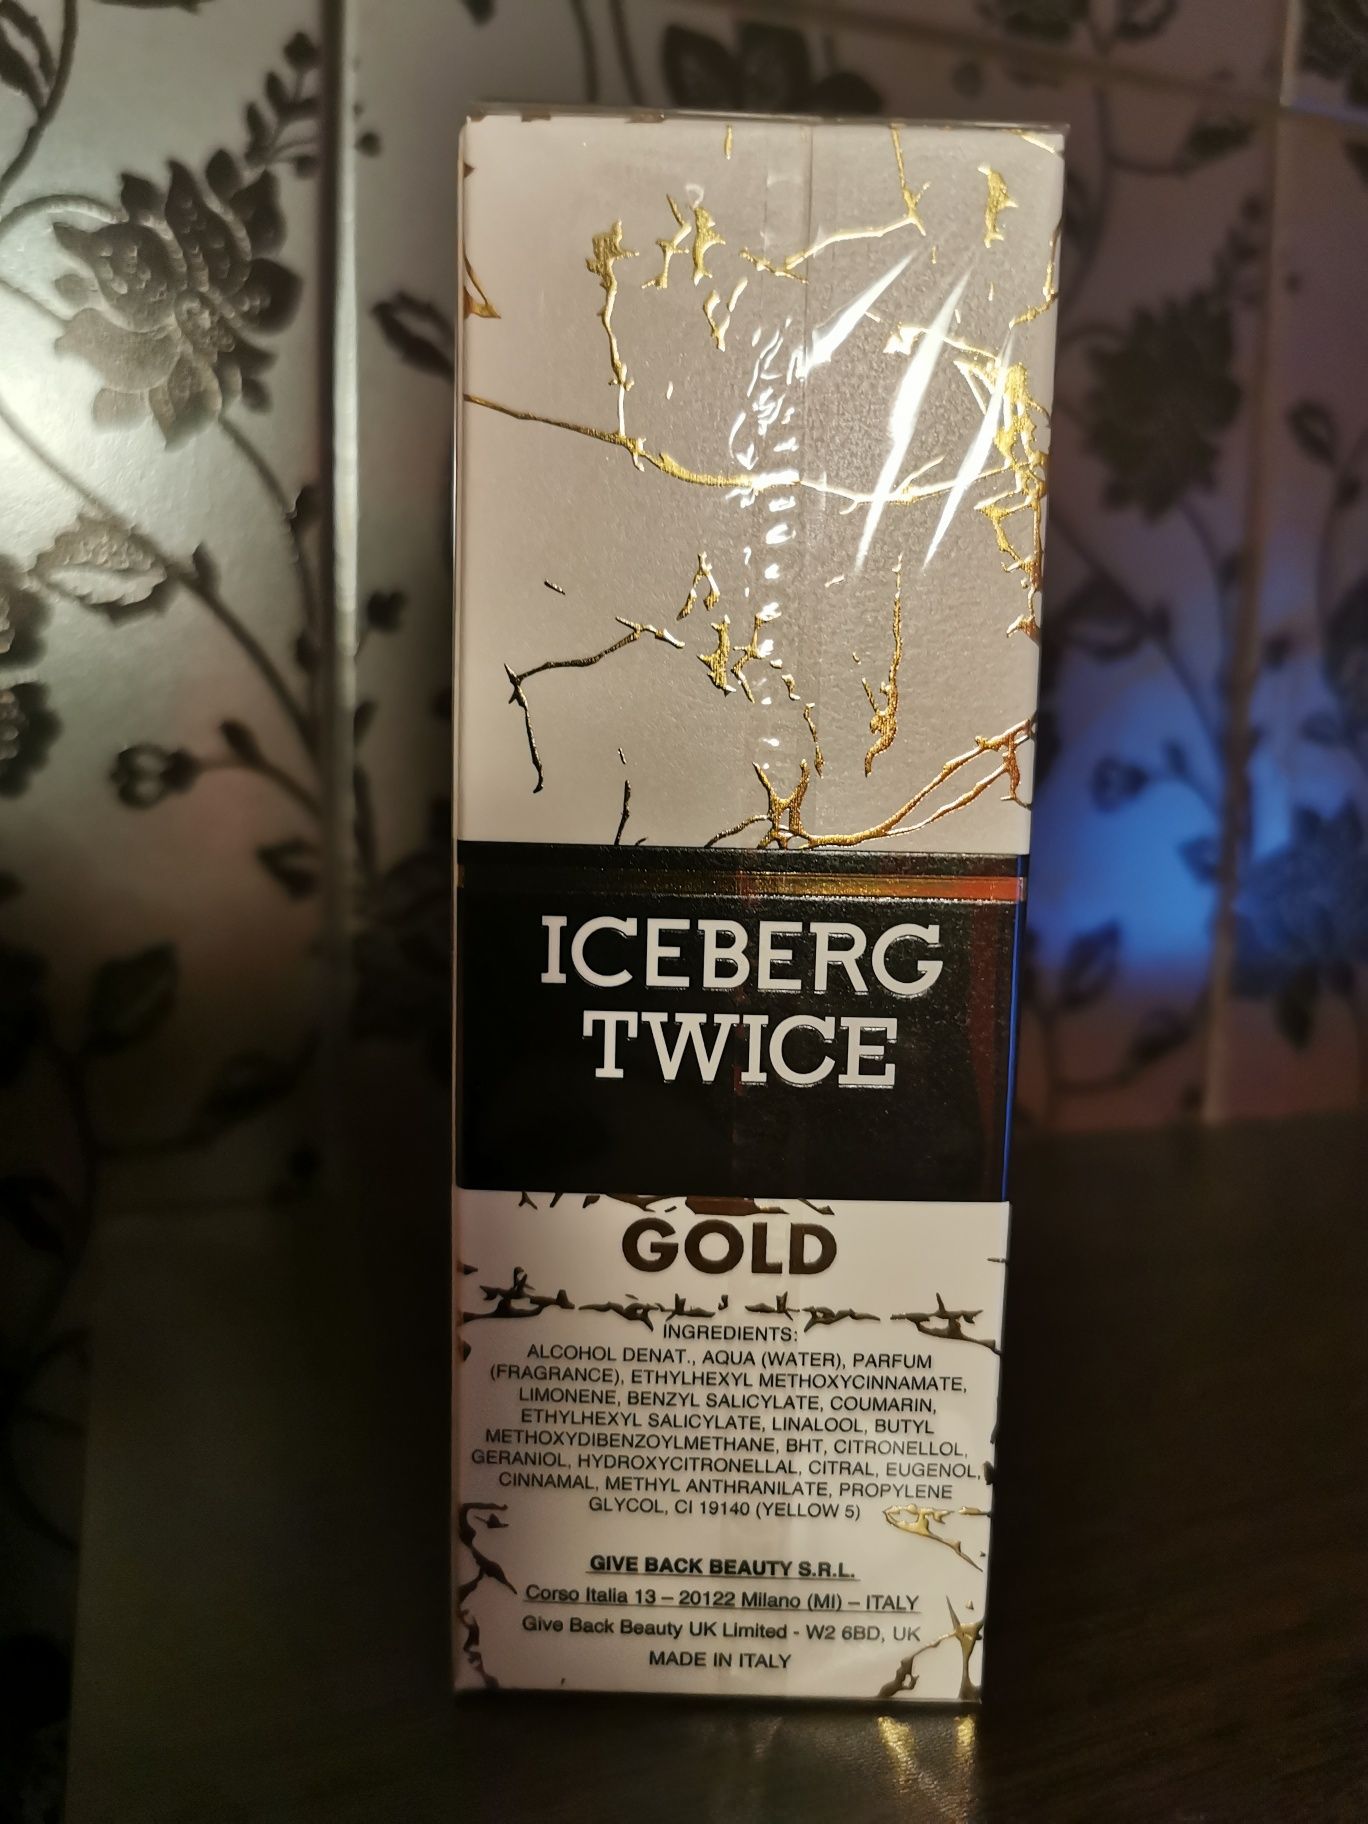 ICEBERG
TWICE
GOLD
INGREDIENTS:
ALCOHOL DENAT., AQUA (WATER), PARFUM
(FRAGRANCE), ETHYLHEXYL METHOXYCINNAMATE,
LIMONENE, BENZYL SALICYLATE, COUMARIN,
ETHYLHEXYL SALICYLATE, LINALOOL, BUTYL
METHOXYDIBENZOYLMETHANE, BHT, CITRONELLOL,
GERANIOL, HYDROXYCITRONELLAL, CITRAL, EUGENOL,
CINNAMAL, METHYL ANTHRANILATE, PROPYLENE
GLYCOL, CI 19140 (YELLOW 5)
GIVE BACK BEAUTY S.R.L.
Corso Italia 13 – 20122 Milano (MI) – ITALY
Give Back Beauty UK Limited - W2 6BD, UK
MADE IN ITALY